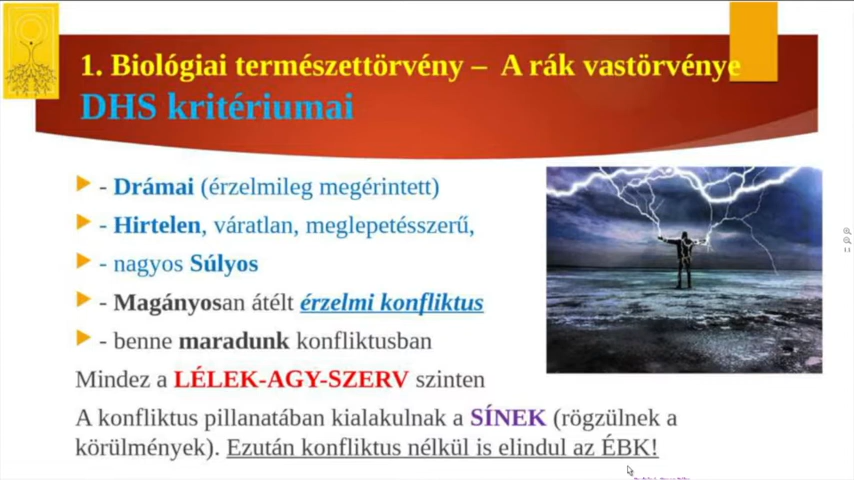 1. Biológiai természettörvény – A rák vastörvénye
DHS kritériumai
- Drámai (érzelmileg megérintett)
- Hirtelen, váratlan, meglepetésszerű,
- nagyos Súlyos
- Magányosan átélt érzelmi konfliktus
- benne maradunk konfliktusban
Mindez a LÉLEK-AGY-SZERV szinten
A konfliktus pillanatában kialakulnak a SÍNEK (rögzülnek a
körülmények). Ezután konfliktus nélkül is elindul az ÉBK!